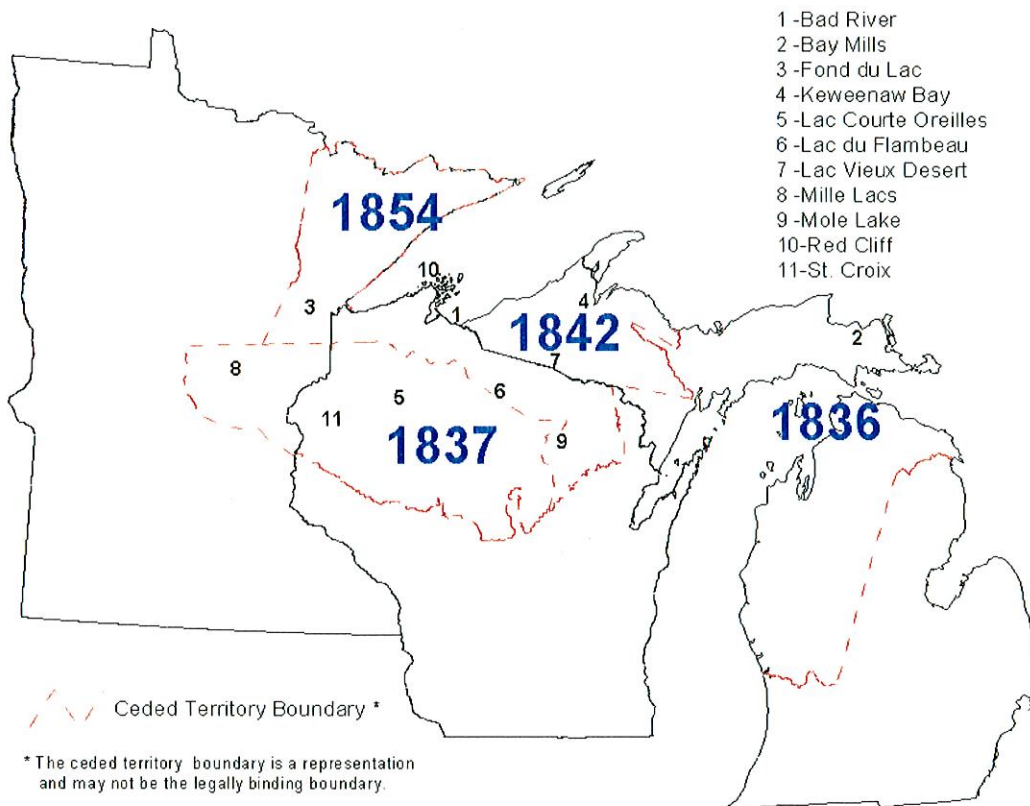 1 -Bad River
2 -Bay Mills
3 -Fond du Lac
4 -Keweenaw Bay
5 -Lac Courte Oreilles
6 -Lac du Flambeau
7 -Lac Vieux Desert
8 -Mille Lacs
9 -Mole Lake
10-Red Cliff
11-St. Croix
1854
10
3
1
4
1842
2
7
8
5
6
1836
11
1837
9
Ceded Territory Boundary *
* The ceded territory boundary is a representation
and may not be the legally binding boundary.